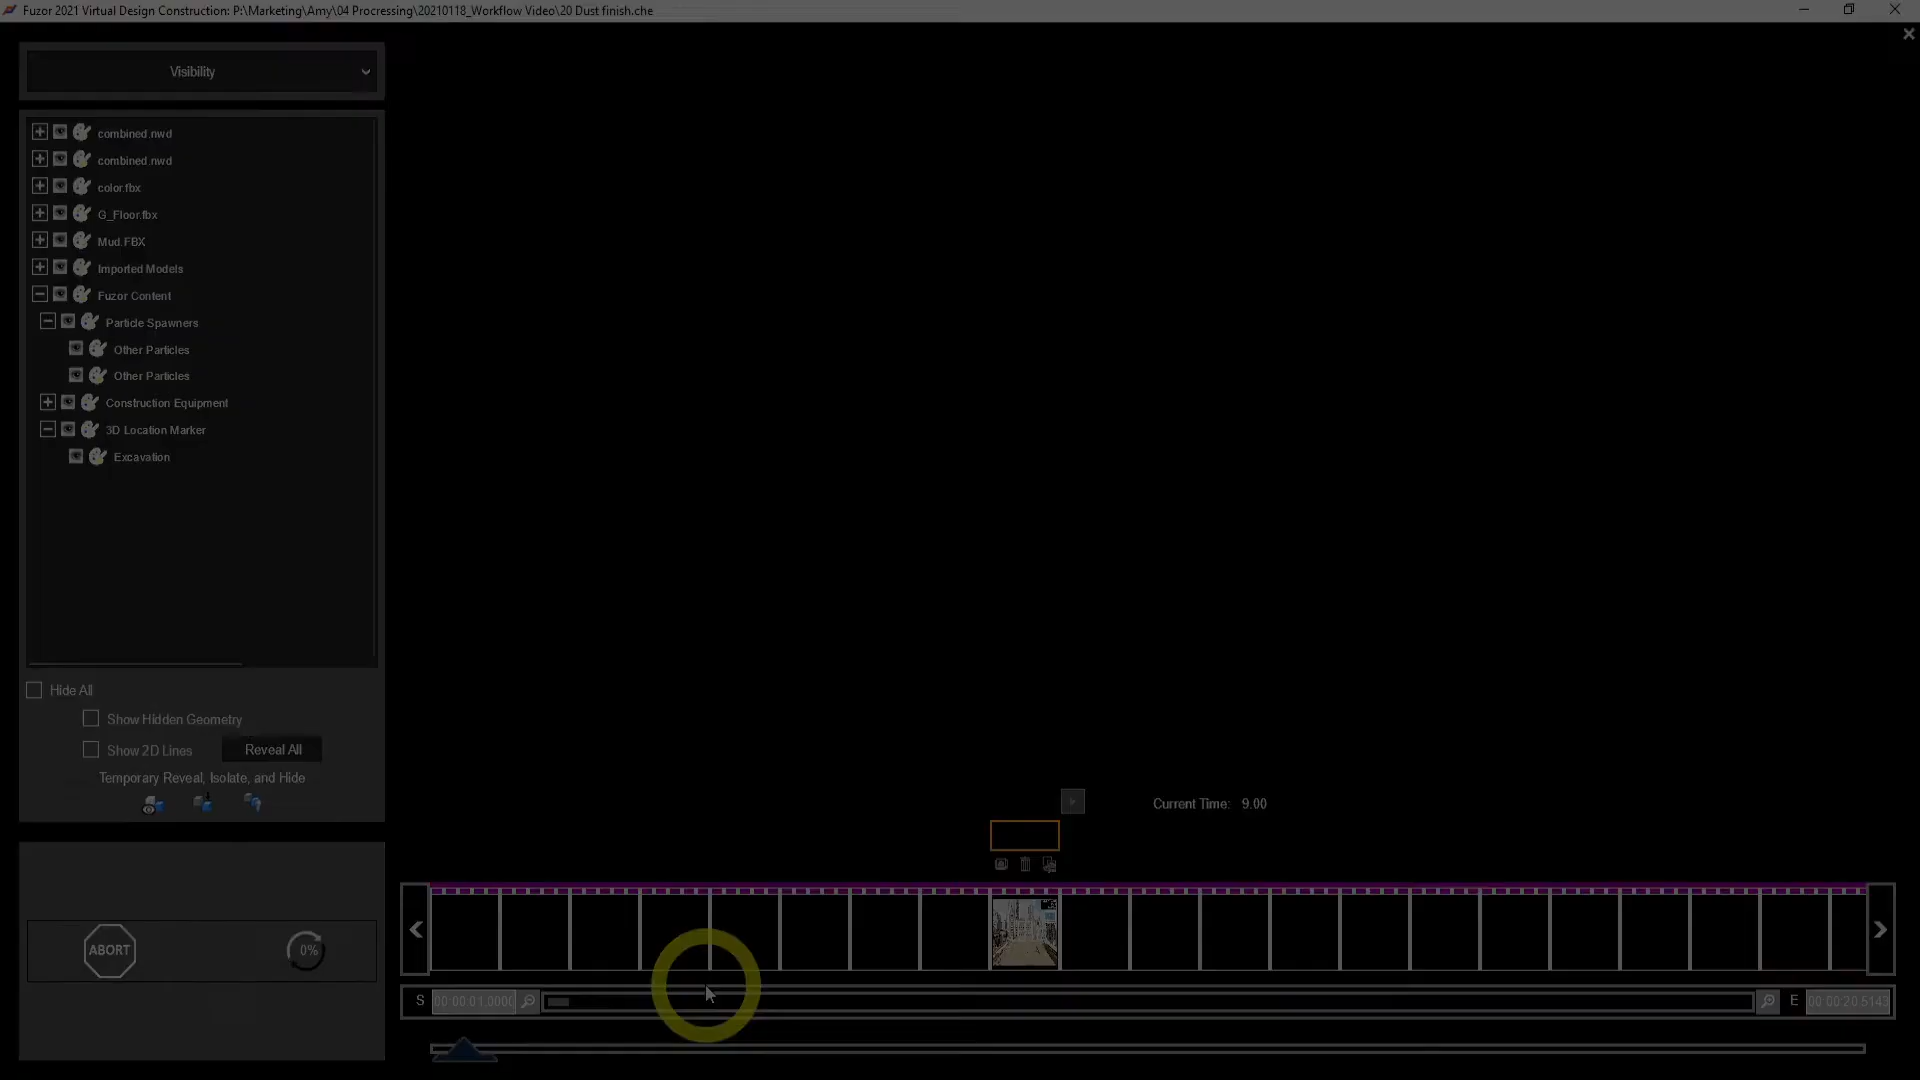 Fuzor 2021 Virtual Design Construction: P:\Marketing\Amy\04 Procressing\20210118_Workflow Video\20 Dust finish.che
Visibility
combined.nwd
combined.nwd
color.fbx
G_Floor.fbx
Mud.FBX
Imported Models
Fuzor Content
Particle Spawners
Other Particles
Other Particles
Construction Equipment
3D Location Marker
Excavation
Hide All
Show Hidden Geometry
Show 2D Lines
Reveal All
Temporary Reveal, Isolate, and Hide
Current Time: 9.00
ABORT
0%
S
00:00:01.0000
E
00:00:20.5143